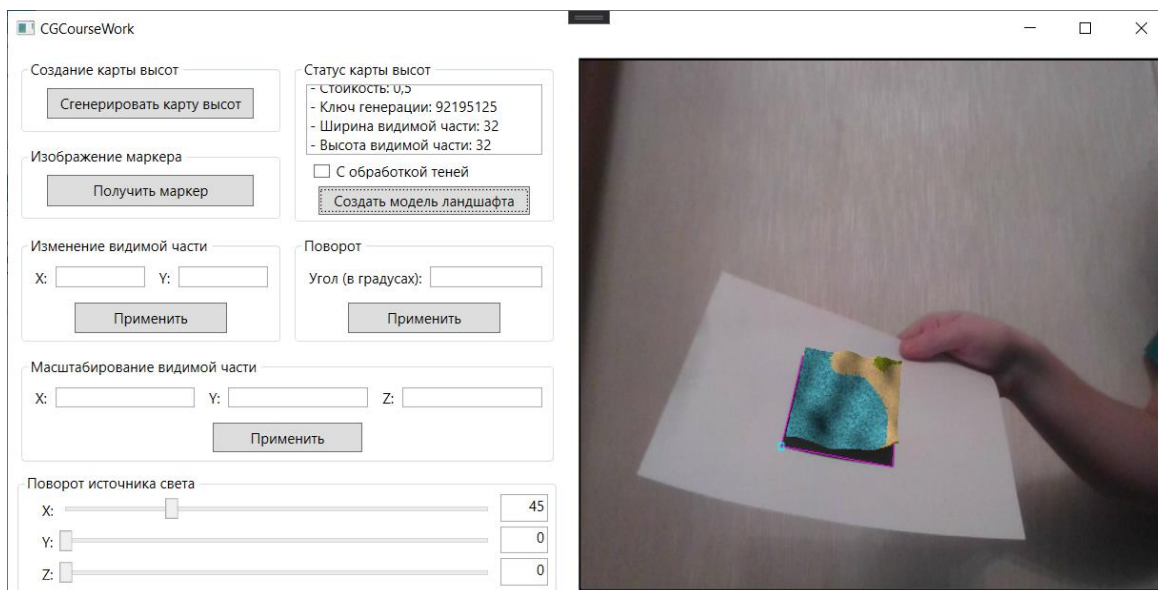 CGCourseWork
Создание карты высот
Сгенерировать карту высот
Изображение маркера
Получить маркер
Статус карты высот
- Стойкость: 0,5
- Ключ генерации: 92195125
- Ширина видимой части: 32
- Высота видимой части: 32
С обработкой теней
Создать модель ландшафта
Изменение видимой части
X: Y:
Применить
Поворот
Угол (в градусах):
Применить
Масштабирование видимой части
X: Y: Z:
Применить
Поворот источника света
X: 45
Y: 0
Z: 0